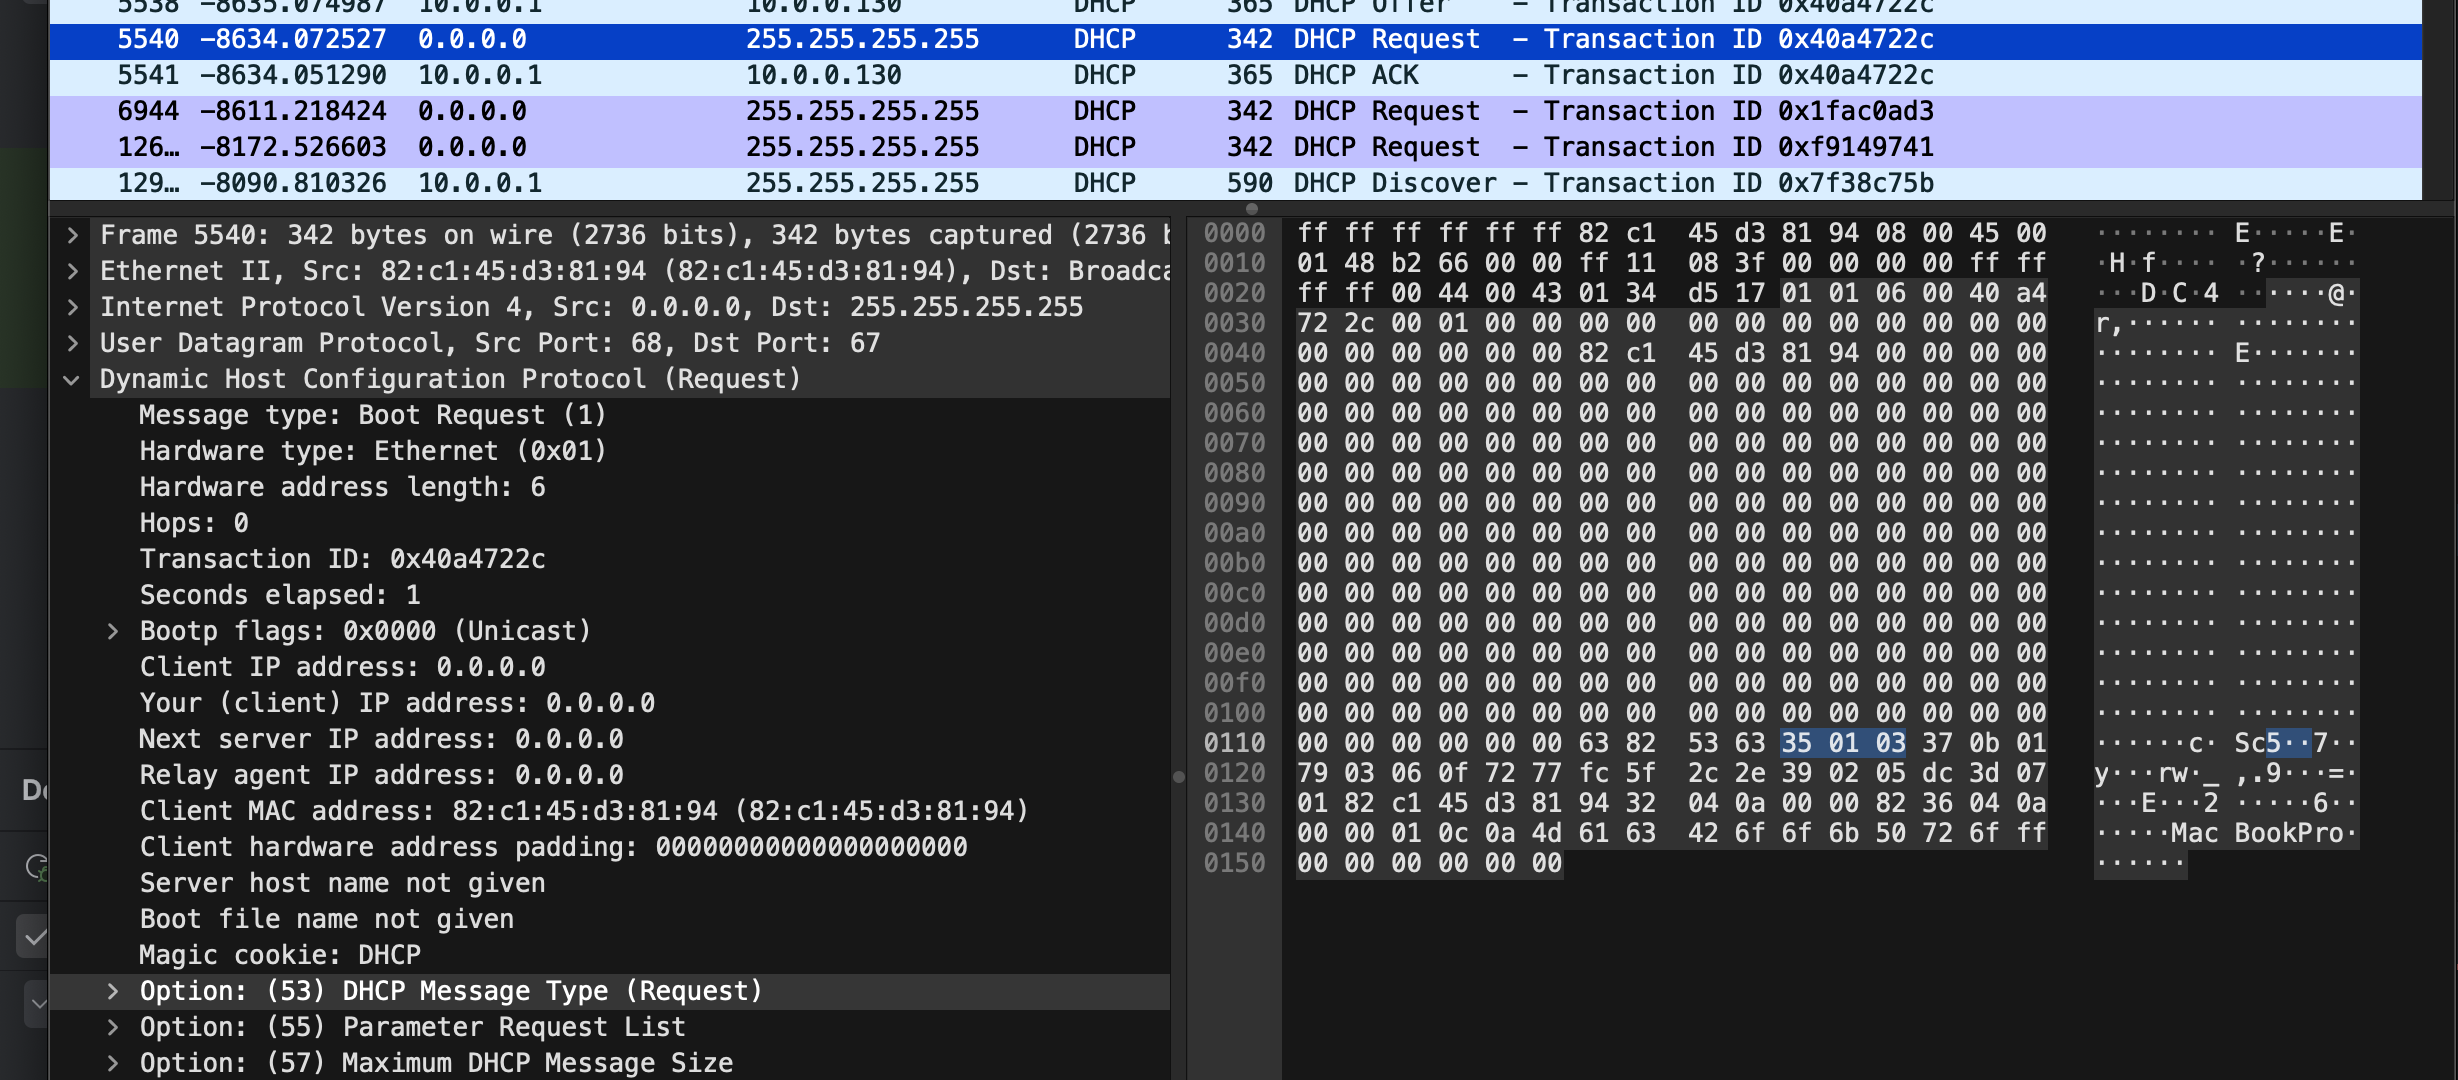 5538 -8635.074987 10.0.0.1 10.0.0.130 DHCP 365 DHCP Offer – Transaction ID 0x40a4722c
5540 -8634.072527 0.0.0.0 255.255.255.255 DHCP 342 DHCP Request – Transaction ID 0x40a4722c
5541 -8634.051290 10.0.0.1 10.0.0.130 DHCP 365 DHCP ACK – Transaction ID 0x40a4722c
6944 -8611.218424 0.0.0.0 255.255.255.255 DHCP 342 DHCP Request – Transaction ID 0x1fac0ad3
126… -8172.526603 0.0.0.0 255.255.255.255 DHCP 342 DHCP Request – Transaction ID 0xf9149741
129… -8090.810326 10.0.0.1 255.255.255.255 DHCP 590 DHCP Discover – Transaction ID 0x7f38c75b
Frame 5540: 342 bytes on wire (2736 bits), 342 bytes captured (2736 b
Ethernet II, Src: 82:c1:45:d3:81:94 (82:c1:45:d3:81:94), Dst: Broadca
Internet Protocol Version 4, Src: 0.0.0.0, Dst: 255.255.255.255
User Datagram Protocol, Src Port: 68, Dst Port: 67
Dynamic Host Configuration Protocol (Request)
Message type: Boot Request (1)
Hardware type: Ethernet (0x01)
Hardware address length: 6
Hops: 0
Transaction ID: 0x40a4722c
Seconds elapsed: 1
Bootp flags: 0x0000 (Unicast)
Client IP address: 0.0.0.0
Your (client) IP address: 0.0.0.0
Next server IP address: 0.0.0.0
Relay agent IP address: 0.0.0.0
Client MAC address: 82:c1:45:d3:81:94 (82:c1:45:d3:81:94)
Client hardware address padding: 00000000000000000000
Server host name not given
Boot file name not given
Magic cookie: DHCP
Option: (53) DHCP Message Type (Request)
Option: (55) Parameter Request List
Option: (57) Maximum DHCP Message Size
0000 ff ff ff ff ff ff 82 c1 45 d3 81 94 08 00 45 00 ········ E·····E·
0010 01 48 b2 66 00 00 ff 11 08 3f 00 00 00 00 ff ff ·H·f···· ·?······
0020 ff ff 00 44 00 43 01 34 d5 17 01 01 06 00 40 a4 ···D·C·4 ······@·
0030 72 2c 00 01 00 00 00 00 00 00 00 00 00 00 00 00 r,······ ········
0040 00 00 00 00 00 00 82 c1 45 d3 81 94 00 00 00 00 ········ E·······
0050 00 00 00 00 00 00 00 00 00 00 00 00 00 00 00 00 ········ ········
0060 00 00 00 00 00 00 00 00 00 00 00 00 00 00 00 00 ········ ········
0070 00 00 00 00 00 00 00 00 00 00 00 00 00 00 00 00 ········ ········
0080 00 00 00 00 00 00 00 00 00 00 00 00 00 00 00 00 ········ ········
0090 00 00 00 00 00 00 00 00 00 00 00 00 00 00 00 00 ········ ········
00a0 00 00 00 00 00 00 00 00 00 00 00 00 00 00 00 00 ········ ········
00b0 00 00 00 00 00 00 00 00 00 00 00 00 00 00 00 00 ········ ········
00c0 00 00 00 00 00 00 00 00 00 00 00 00 00 00 00 00 ········ ········
00d0 00 00 00 00 00 00 00 00 00 00 00 00 00 00 00 00 ········ ········
00e0 00 00 00 00 00 00 00 00 00 00 00 00 00 00 00 00 ········ ········
00f0 00 00 00 00 00 00 00 00 00 00 00 00 00 00 00 00 ········ ········
0100 00 00 00 00 00 00 00 00 00 00 00 00 00 00 00 00 ········ ········
0110 00 00 00 00 00 00 63 82 53 63 35 01 03 37 0b 01 ······c· Sc5··7··
0120 79 03 06 0f 72 77 fc 5f 2c 2e 39 02 05 dc 3d 07 y···rw·_ ,.9···=·
0130 01 82 c1 45 d3 81 94 32 04 0a 00 00 82 36 04 0a ···E···2 ·····6··
0140 00 00 01 0c 0a 4d 61 63 42 6f 6f 6b 50 72 6f ff ·····Mac BookPro·
0150 00 00 00 00 00 00 ······